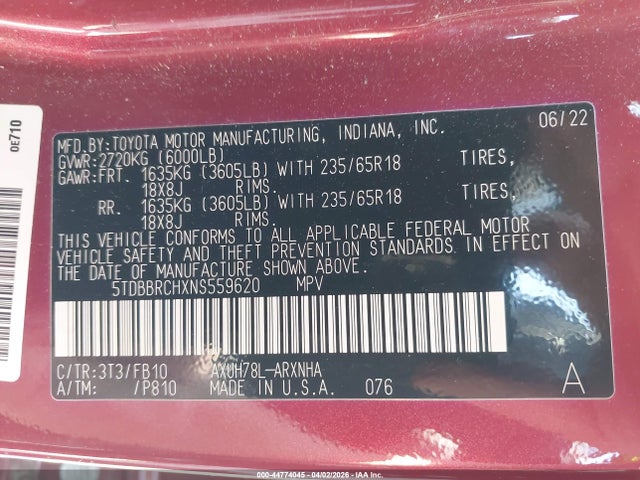 0E710
06/22
MFD.BY:TOYOTA MOTOR MANUFACTURING, INDIANA, INC.
GVWR:2720KG (6000LB)
GAWR:FRT. 1635KG (3605LB) WITH 235/65R18 TIRES,
18X8J RIMS.
RR. 1635KG (3605LB) WITH 235/65R18 TIRES,
18X8J RIMS.
THIS VEHICLE CONFORMS TO ALL APPLICABLE FEDERAL MOTOR
VEHICLE SAFETY AND THEFT PREVENTION STANDARDS IN EFFECT ON
THE DATE OF MANUFACTURE SHOWN ABOVE.
5TDBBRCHXNS559620 MPV
C/TR:3T3/FB10 AXUH78L-ARXNHA
A/TM: /P810 MADE IN U.S.A. 076 A
000-44774045 - 04/02/2026 - IAA Inc.